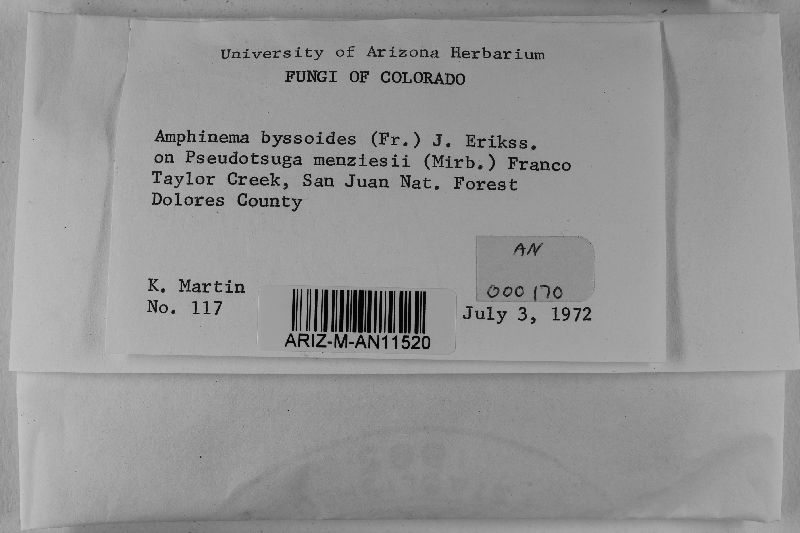 University of Arizona Herbarium
FUNGI OF COLORADO
Amphinema byssoides (Fr.) J. Erikss.
on Pseudotsuga menziesii (Mirb.) Franco
Taylor Creek, San Juan Nat. Forest
Dolores County
AN
000170
K. Martin
No. 117
July 3, 1972
ARIZ-M-AN11520